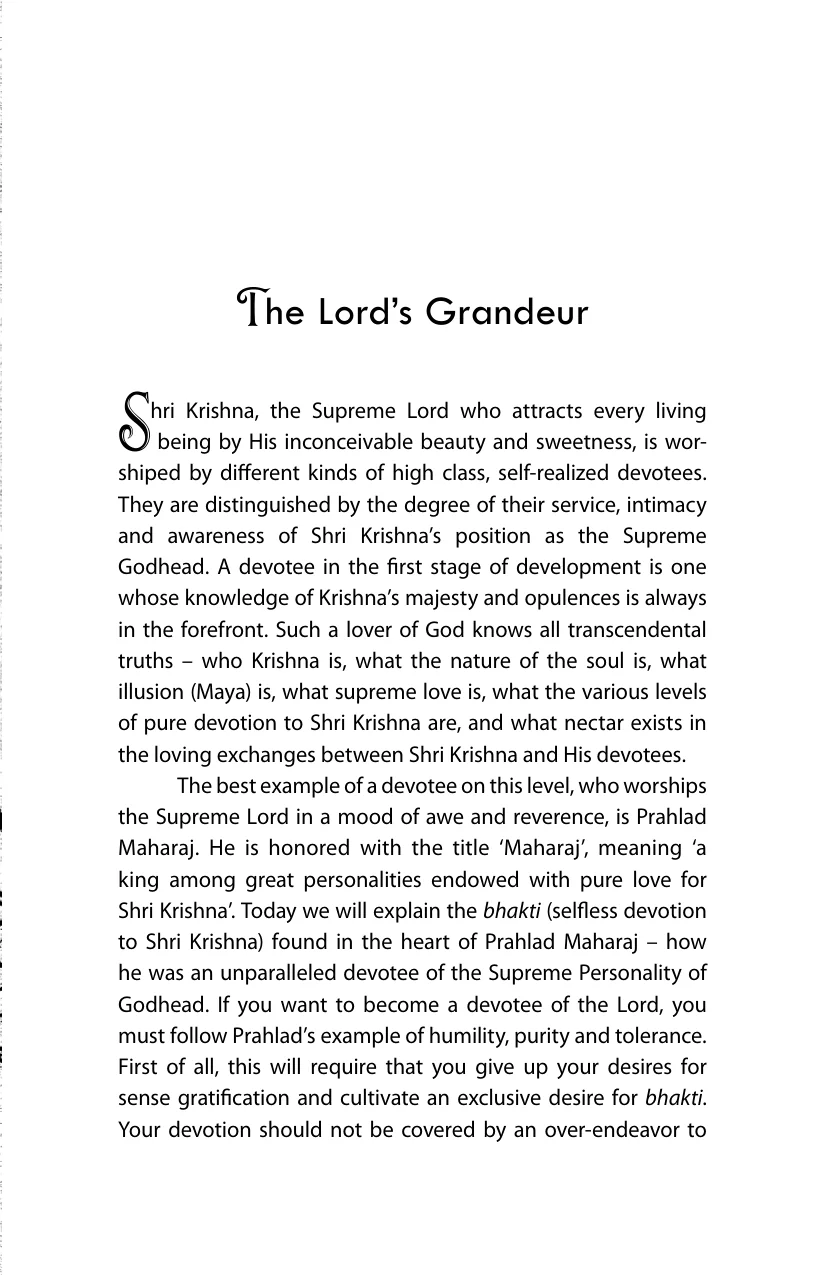 The Lord’s Grandeur
Shri Krishna, the Supreme Lord who attracts every living
being by His inconceivable beauty and sweetness, is wor-
shiped by different kinds of high class, self-realized devotees.
They are distinguished by the degree of their service, intimacy
and awareness of Shri Krishna’s position as the Supreme
Godhead. A devotee in the first stage of development is one
whose knowledge of Krishna’s majesty and opulences is always
in the forefront. Such a lover of God knows all transcendental
truths – who Krishna is, what the nature of the soul is, what
illusion (Maya) is, what supreme love is, what the various levels
of pure devotion to Shri Krishna are, and what nectar exists in
the loving exchanges between Shri Krishna and His devotees.
The best example of a devotee on this level, who worships
the Supreme Lord in a mood of awe and reverence, is Prahlad
Maharaj. He is honored with the title ‘Maharaj’, meaning ‘a
king among great personalities endowed with pure love for
Shri Krishna’. Today we will explain the bhakti (selfless devotion
to Shri Krishna) found in the heart of Prahlad Maharaj – how
he was an unparalleled devotee of the Supreme Personality of
Godhead. If you want to become a devotee of the Lord, you
must follow Prahlad’s example of humility, purity and tolerance.
First of all, this will require that you give up your desires for
sense gratification and cultivate an exclusive desire for bhakti.
Your devotion should not be covered by an over-endeavor to